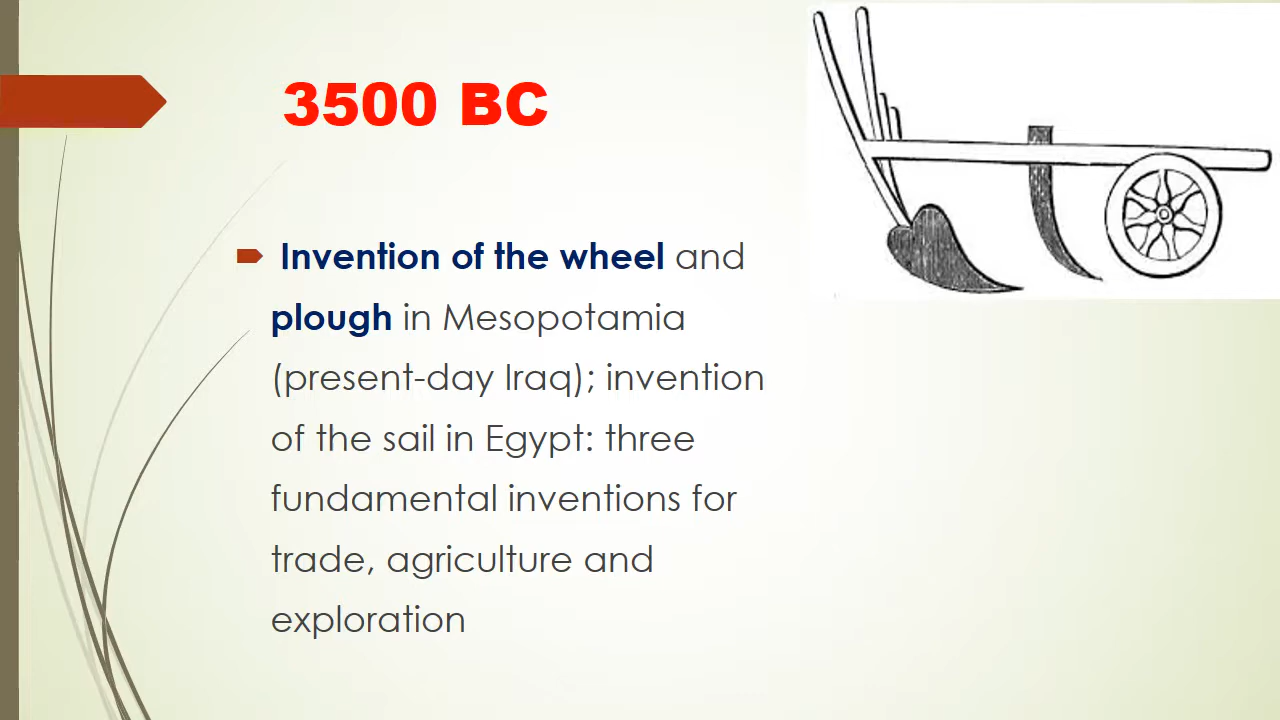 3500 BC
Invention of the wheel and
plough in Mesopotamia
(present-day Iraq); invention
of the sail in Egypt: three
fundamental inventions for
trade, agriculture and
exploration